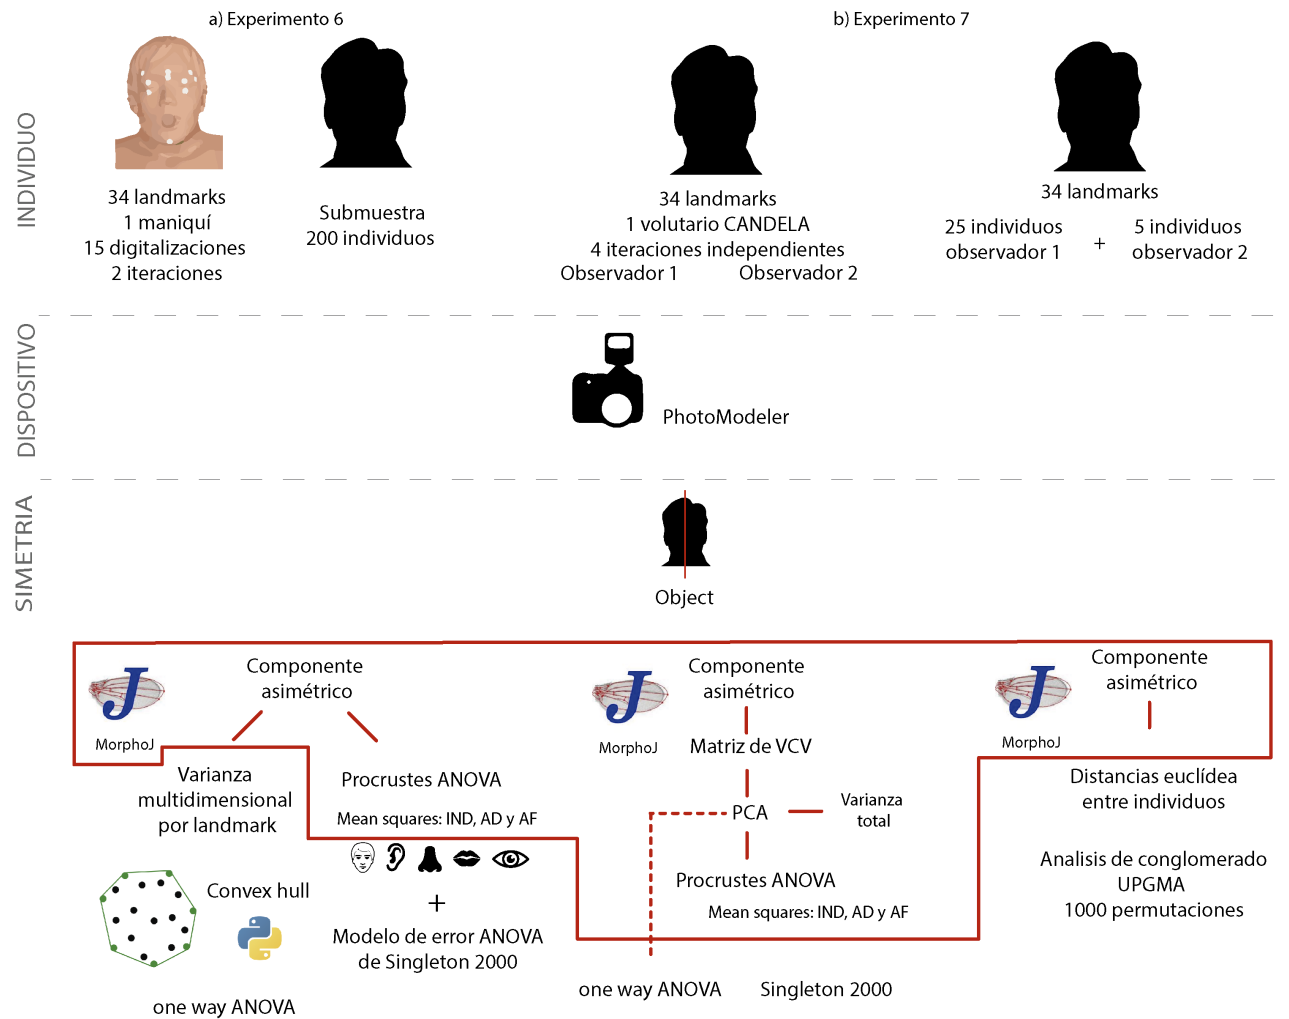 a) Experimento 6
b) Experimento 7
INDIVIDUO
34 landmarks
1 maniquí
15 digitalizaciones
2 iteraciones
Submuestra
200 individuos
34 landmarks
1 volutario CANDELA
4 iteraciones independientes
Observador 1
Observador 2
34 landmarks
25 individuos
observador 1
+
5 individuos
observador 2
DISPOSITIVO
PhotoModeler
SIMETRIA
Object
J
MorphoJ
Componente
asimétrico
Varianza
multidimensional
por landmark
Convex hull
one way ANOVA
Procrustes ANOVA
Mean squares: IND, AD y AF
+
Modelo de error ANOVA
de Singleton 2000
J
MorphoJ
Componente
asimétrico
Matriz de VCV
PCA
Varianza
total
Procrustes ANOVA
Mean squares: IND, AD y AF
one way ANOVA
Singleton 2000
J
MorphoJ
Componente
asimétrico
Distancias euclídea
entre individuos
Analisis de conglomerado
UPGMA
1000 permutaciones